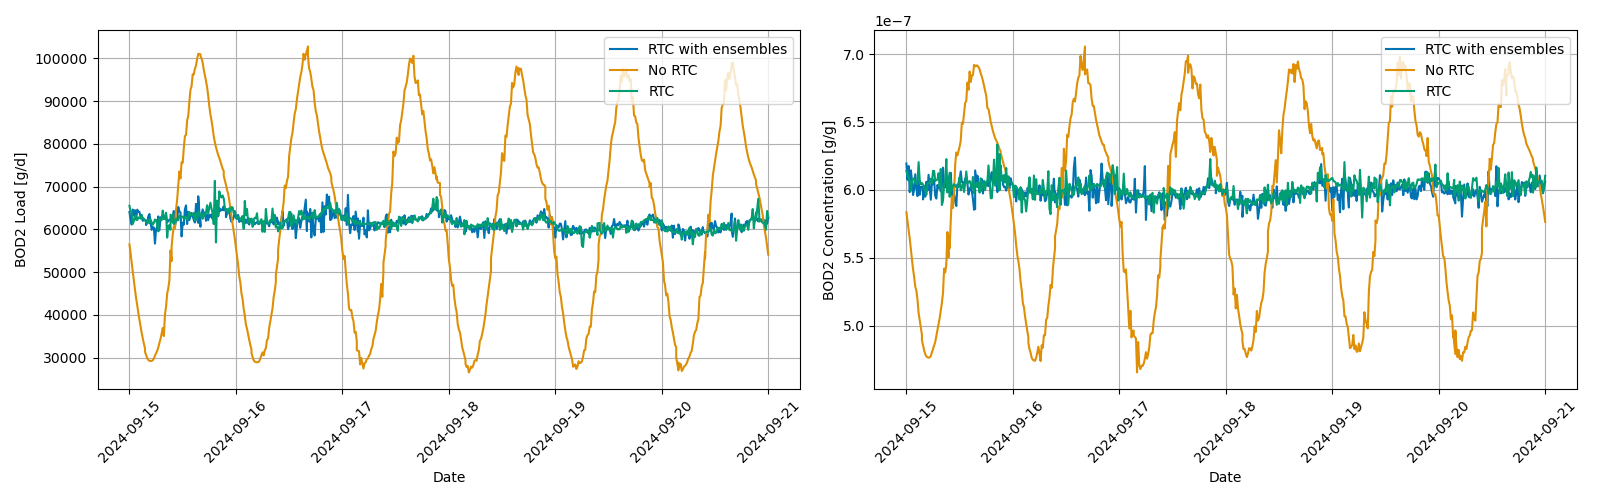 BOD2 Load [g/d]
100000
90000
80000
70000
60000
50000
40000
30000
RTC with ensembles
No RTC
RTC
2024-09-15
2024-09-16
2024-09-17
2024-09-18
2024-09-19
2024-09-20
2024-09-21
Date
1e−7
BOD2 Concentration [g/g]
7.0
6.5
6.0
5.5
5.0
RTC with ensembles
No RTC
RTC
2024-09-15
2024-09-16
2024-09-17
2024-09-18
2024-09-19
2024-09-20
2024-09-21
Date